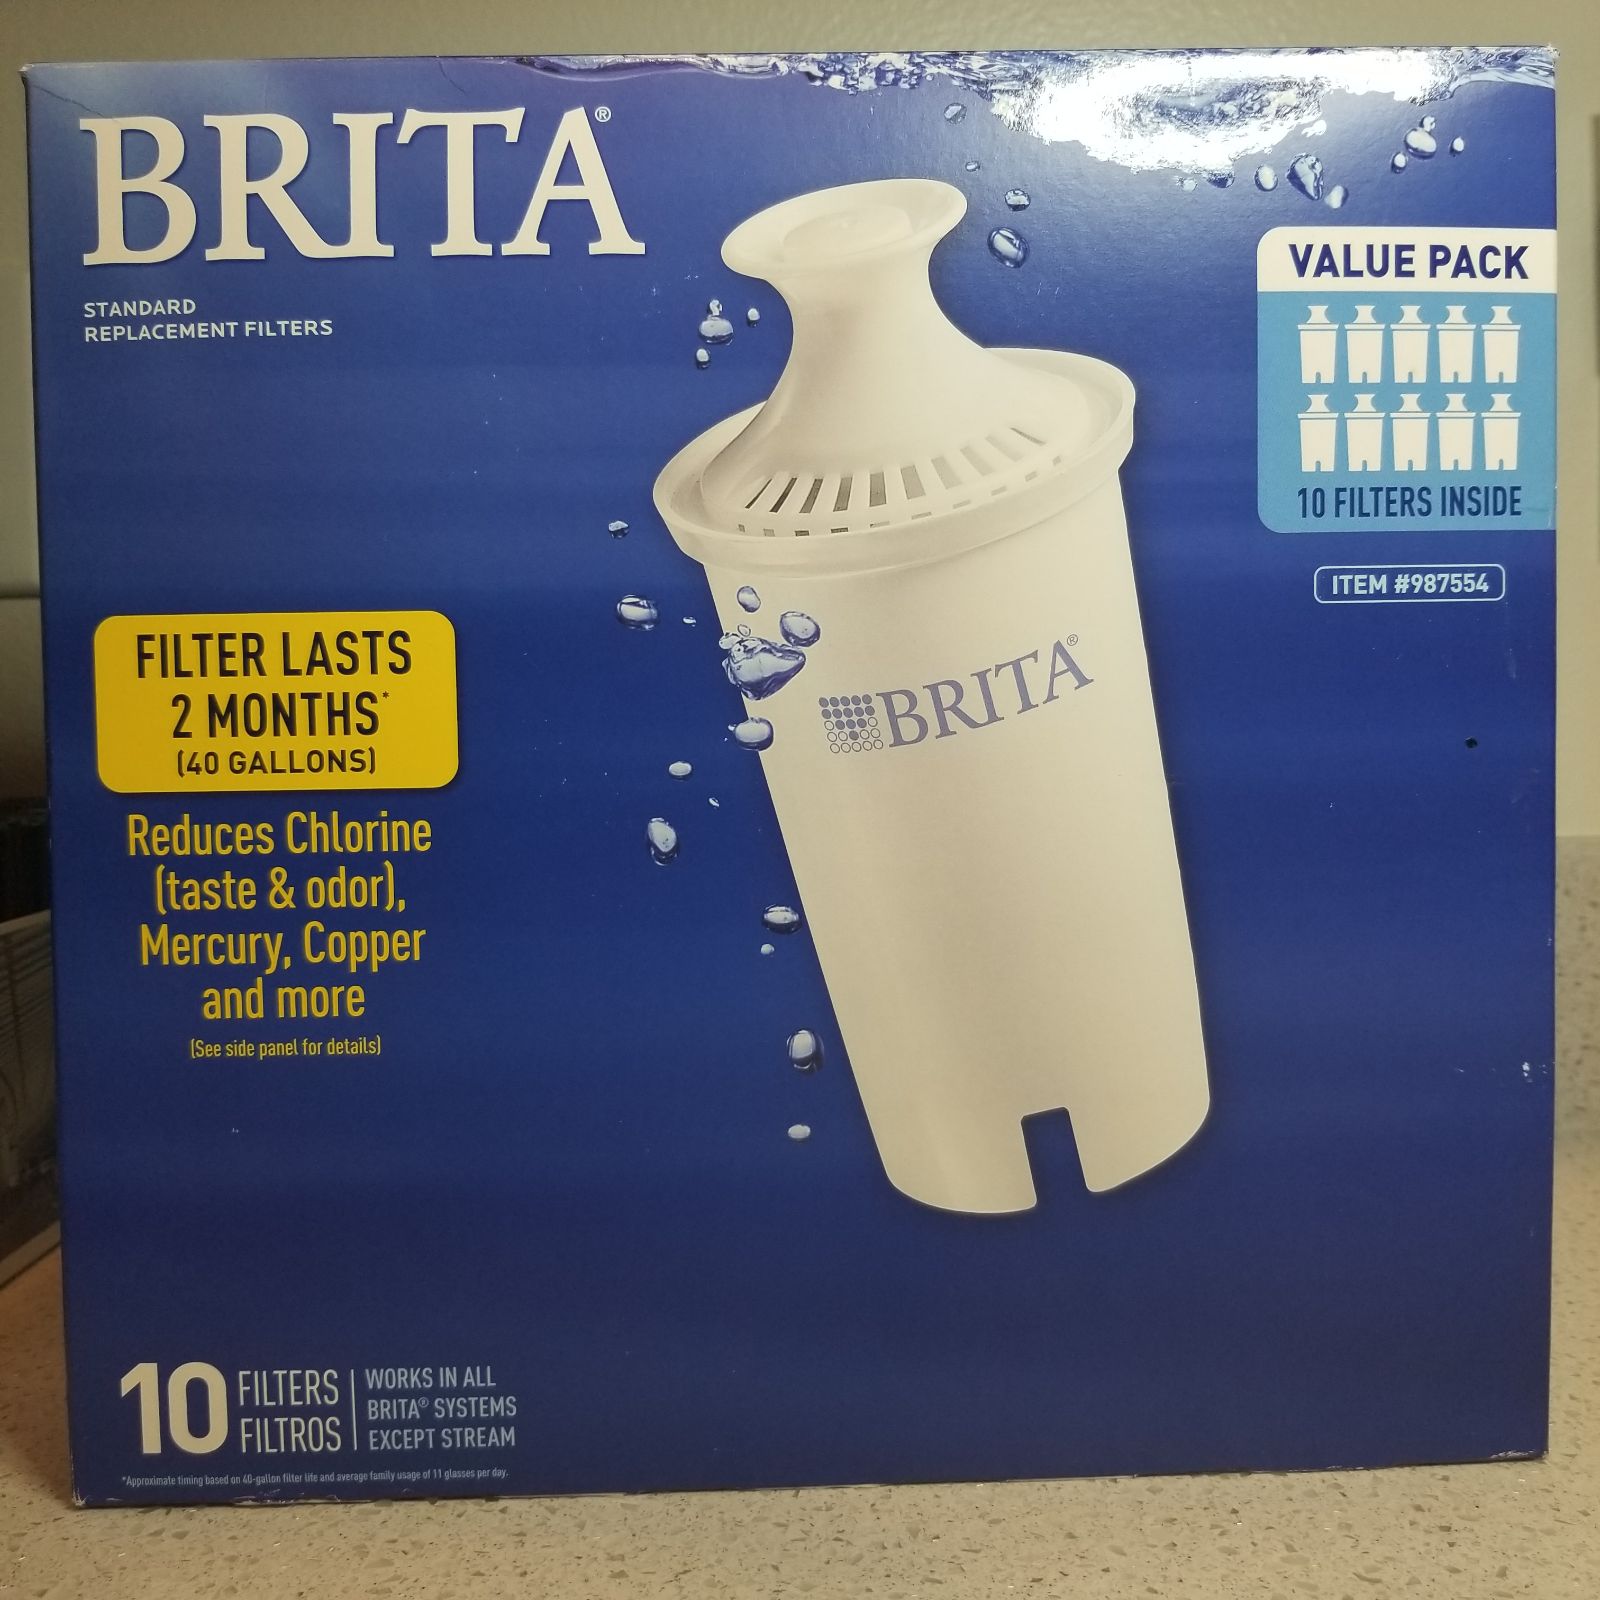 BRITA®
STANDARD
REPLACEMENT FILTERS
VALUE PACK
10 FILTERS INSIDE
ITEM #987554
BRITA®
FILTER LASTS
2 MONTHS*
(40 GALLONS)
Reduces Chlorine
(taste & odor),
Mercury, Copper
and more
(See side panel for details)
10 FILTERS
FILTROS
WORKS IN ALL
BRITA® SYSTEMS
EXCEPT STREAM
*Approximate timing based on 40-gallon filter life and average family usage of 11 glasses per day.